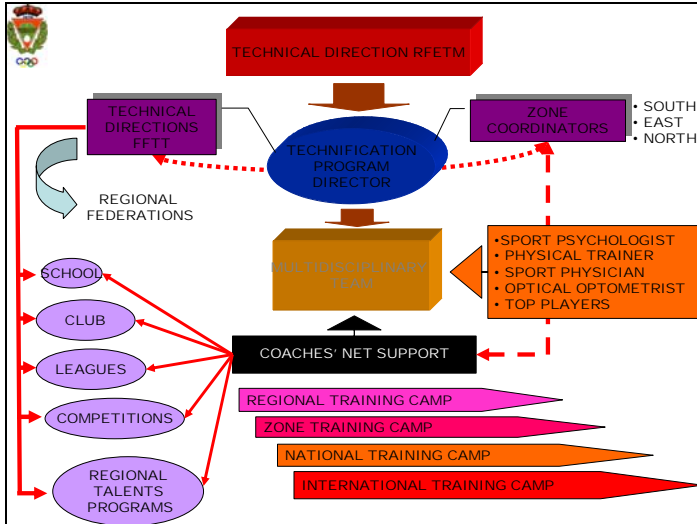 TECHNICAL DIRECTION RFETM
TECHNICAL
DIRECTIONS
FFTT
ZONE
COORDINATORS
• SOUTH
• EAST
• NORTH
TECHNIFICATION
PROGRAM
DIRECTOR
REGIONAL
FEDERATIONS
MULTIDISCIPLINARY
TEAM
•SPORT PSYCHOLOGIST
• PHYSICAL TRAINER
• SPORT PHYSICIAN
• OPTICAL OPTOMETRIST
• TOP PLAYERS
SCHOOL
CLUB
LEAGUES
COMPETITIONS
REGIONAL
TALENTS
PROGRAMS
COACHES' NET SUPPORT
REGIONAL TRAINING CAMP
ZONE TRAINING CAMP
NATIONAL TRAINING CAMP
INTERNATIONAL TRAINING CAMP